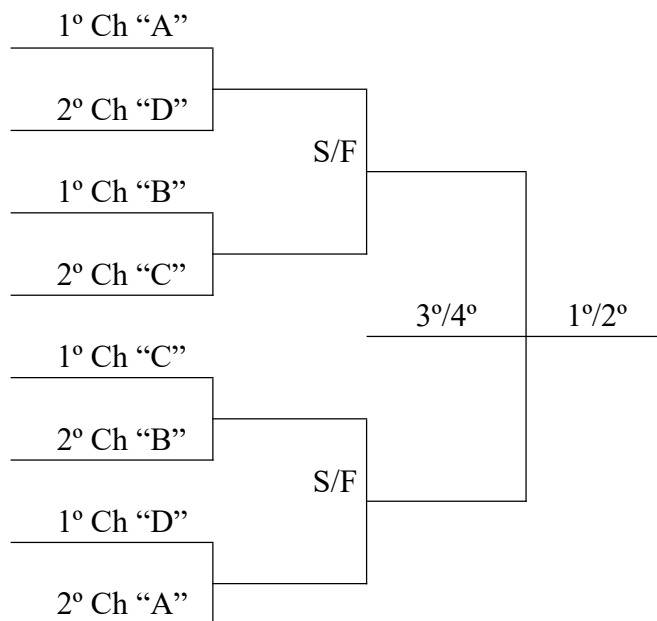 1º Ch “A”
2º Ch “D”
S/F
1º Ch “B”
2º Ch “C”
3º/4º 1º/2º
1º Ch “C”
2º Ch “B”
S/F
1º Ch “D”
2º Ch “A”